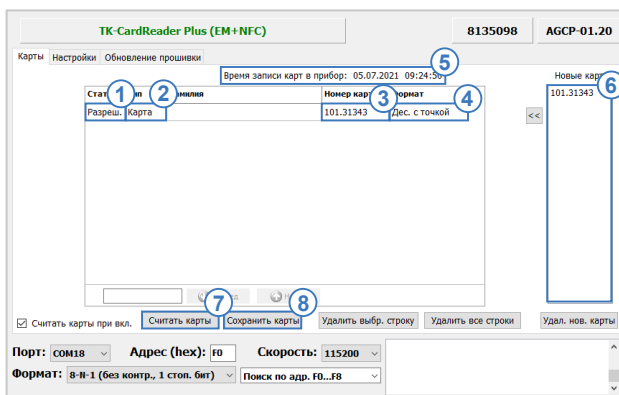 TK-CardReader Plus (EM+NFC) 8135098 AGCP-01.20
Карты Настройки Обновление прошивки
5
Время записи карт в прибор: 05.07.2021 09:24:50 Новые карты
1 2 3 4 6
Номер карты
101.31343
Разреш. Карта 101.31343 Дес. с точкой
<<
7 8
Считать карты при вкл. Считать карты Сохранить карты Удалить выбр. строку Удалить все строки Удал. нов. карты
Порт: COM18 Адрес (hex): F0 Скорость: 115200
Формат: 8-N-1 (без контр., 1 стоп. бит) Поиск по адр. F0...F8